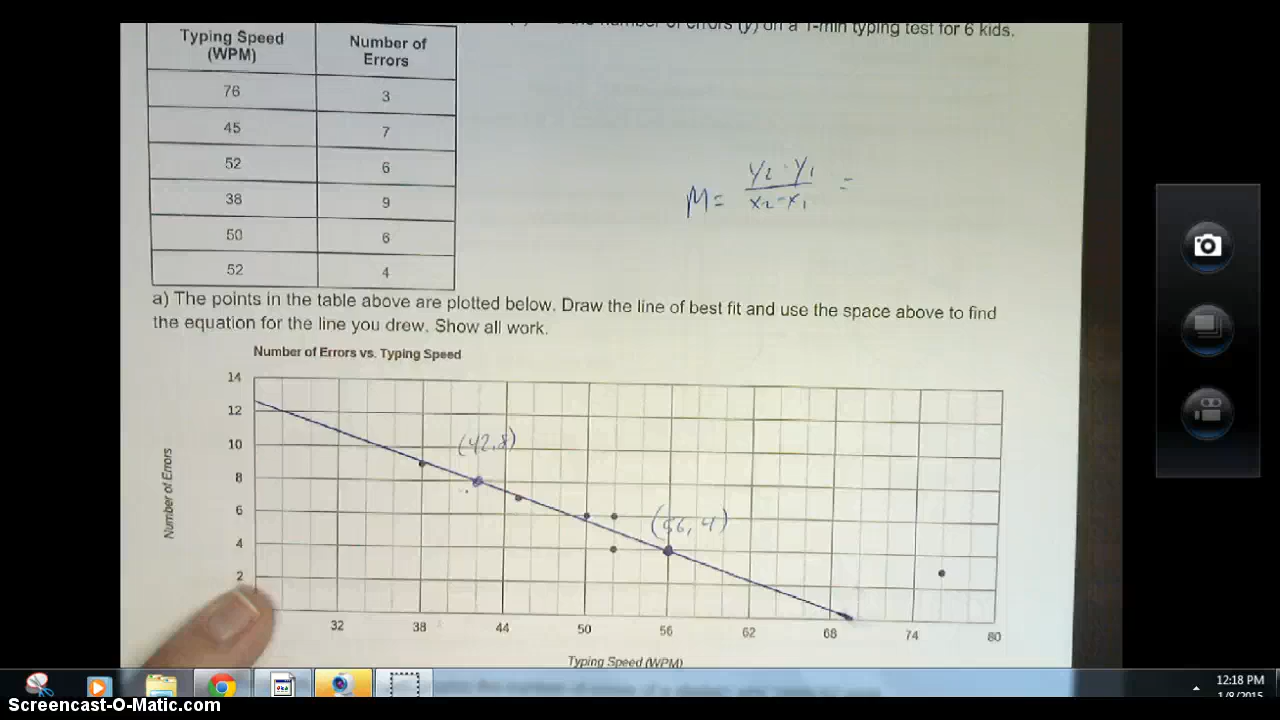 the number of errors (y) on a 1-min typing test for 6 kids.
Typing Speed (WPM) Number of Errors
76 3
45 7
52 6
38 9
50 6
52 4
M = y2 - y1 / x2 - x1 =
a) The points in the table above are plotted below. Draw the line of best fit and use the space above to find
the equation for the line you drew. Show all work.
Number of Errors vs. Typing Speed
14
12
10
8
6
4
2
Number of Errors
(42,8)
(56,4)
32 38 44 50 56 62 68 74 80
Typing Speed (WPM)
12:18 PM
1/8/2015
Screencast-O-Matic.com